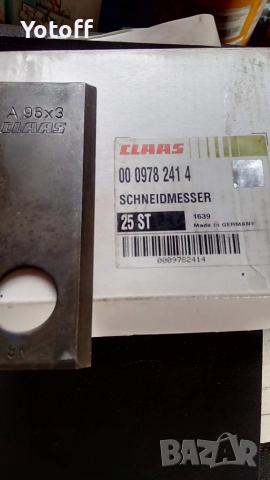 Yotoff
A 96x3
CLAAS
CLAAS
00 0978 241 4
SCHNEIDMESSER
25 ST
1639
Made in GERMANY
0009782414
BAZAR